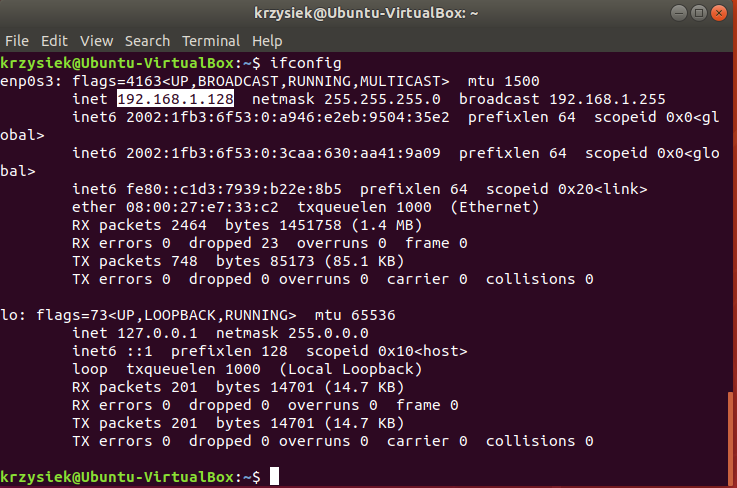 krzysiek@Ubuntu-VirtualBox: ~
File Edit View Search Terminal Help
krzysiek@Ubuntu-VirtualBox:~$ ifconfig
enp0s3: flags=4163<UP,BROADCAST,RUNNING,MULTICAST>  mtu 1500
        inet 192.168.1.128  netmask 255.255.255.0  broadcast 192.168.1.255
        inet6 2002:1fb3:6f53:0:a946:e2eb:9504:35e2  prefixlen 64  scopeid 0x0<gl
obal>
        inet6 2002:1fb3:6f53:0:3caa:630:aa41:9a09  prefixlen 64  scopeid 0x0<glo
bal>
        inet6 fe80::c1d3:7939:b22e:8b5  prefixlen 64  scopeid 0x20<link>
        ether 08:00:27:e7:33:c2  txqueuelen 1000  (Ethernet)
        RX packets 2464  bytes 1451758 (1.4 MB)
        RX errors 0  dropped 23  overruns 0  frame 0
        TX packets 748  bytes 85173 (85.1 KB)
        TX errors 0  dropped 0 overruns 0  carrier 0  collisions 0

lo: flags=73<UP,LOOPBACK,RUNNING>  mtu 65536
        inet 127.0.0.1  netmask 255.0.0.0
        inet6 ::1  prefixlen 128  scopeid 0x10<host>
        loop  txqueuelen 1000  (Local Loopback)
        RX packets 201  bytes 14701 (14.7 KB)
        RX errors 0  dropped 0  overruns 0  frame 0
        TX packets 201  bytes 14701 (14.7 KB)
        TX errors 0  dropped 0 overruns 0  carrier 0  collisions 0

krzysiek@Ubuntu-VirtualBox:~$